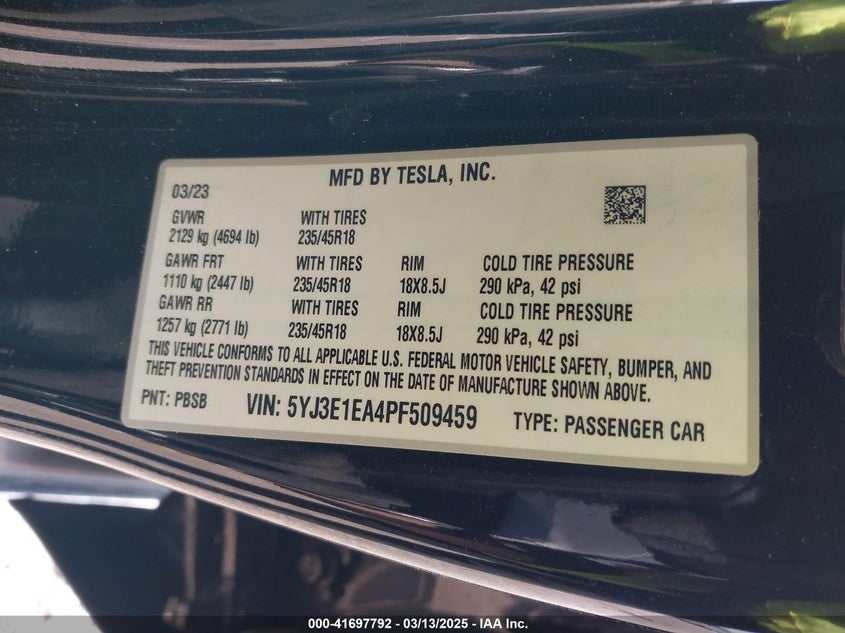 MFD BY TESLA, INC.
03/23
GVWR WITH TIRES
2129 kg (4694 lb) 235/45R18
GAWR FRT WITH TIRES RIM COLD TIRE PRESSURE
1110 kg (2447 lb) 235/45R18 18X8.5J 290 kPa, 42 psi
GAWR RR WITH TIRES RIM COLD TIRE PRESSURE
1257 kg (2771 lb) 235/45R18 18X8.5J 290 kPa, 42 psi
THIS VEHICLE CONFORMS TO ALL APPLICABLE U.S. FEDERAL MOTOR VEHICLE SAFETY, BUMPER, AND
THEFT PREVENTION STANDARDS IN EFFECT ON THE DATE OF MANUFACTURE SHOWN ABOVE.
PNT: PBSB VIN: 5YJ3E1EA4PF509459 TYPE: PASSENGER CAR
000-41697792 - 03/13/2025 - IAA Inc.